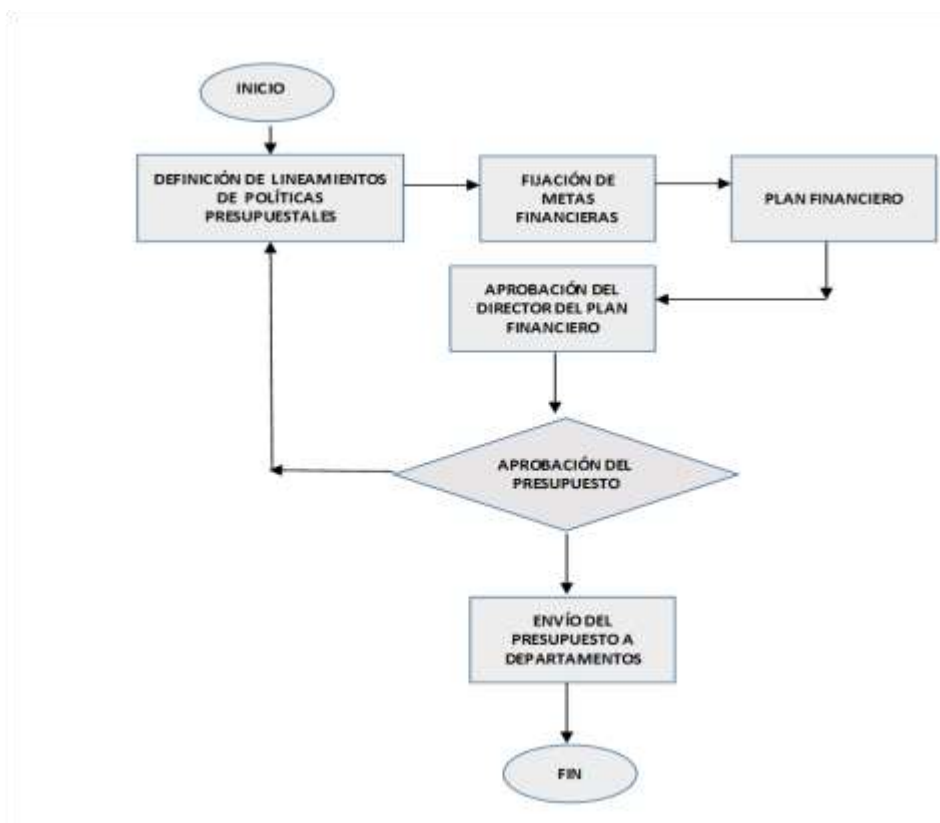 INICIO
DEFINICIÓN DE LINEAMIENTOS
DE POLÍTICAS
PRESUPUESTALES
FIJACIÓN DE
METAS
FINANCIERAS
PLAN FINANCIERO
APROBACIÓN DEL
DIRECTOR DEL PLAN
FINANCIERO
APROBACIÓN DEL
PRESUPUESTO
ENVÍO DEL
PRESUPUESTO A
DEPARTAMENTOS
FIN